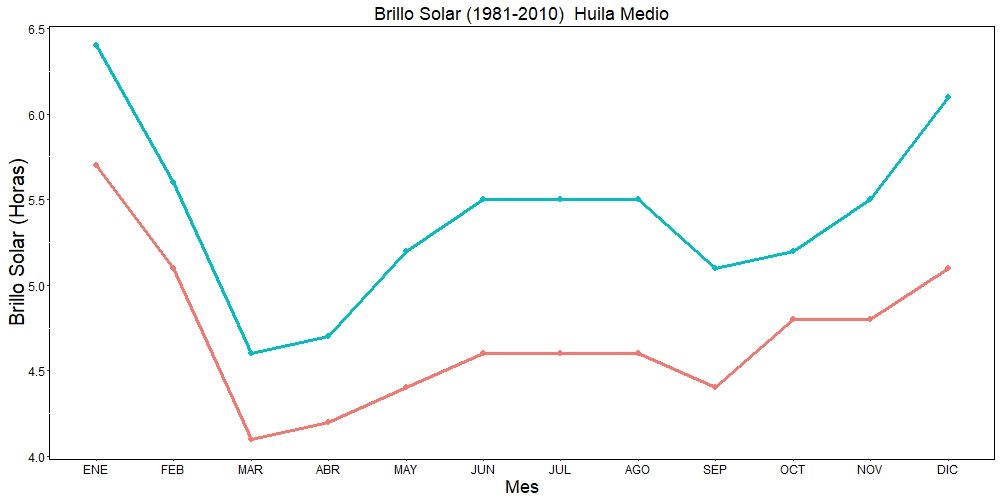 Brillo Solar (1981-2010)  Huila Medio
Brillo Solar (Horas)
6.5
6.0
5.5
5.0
4.5
4.0
ENE FEB MAR ABR MAY JUN JUL AGO SEP OCT NOV DIC
Mes